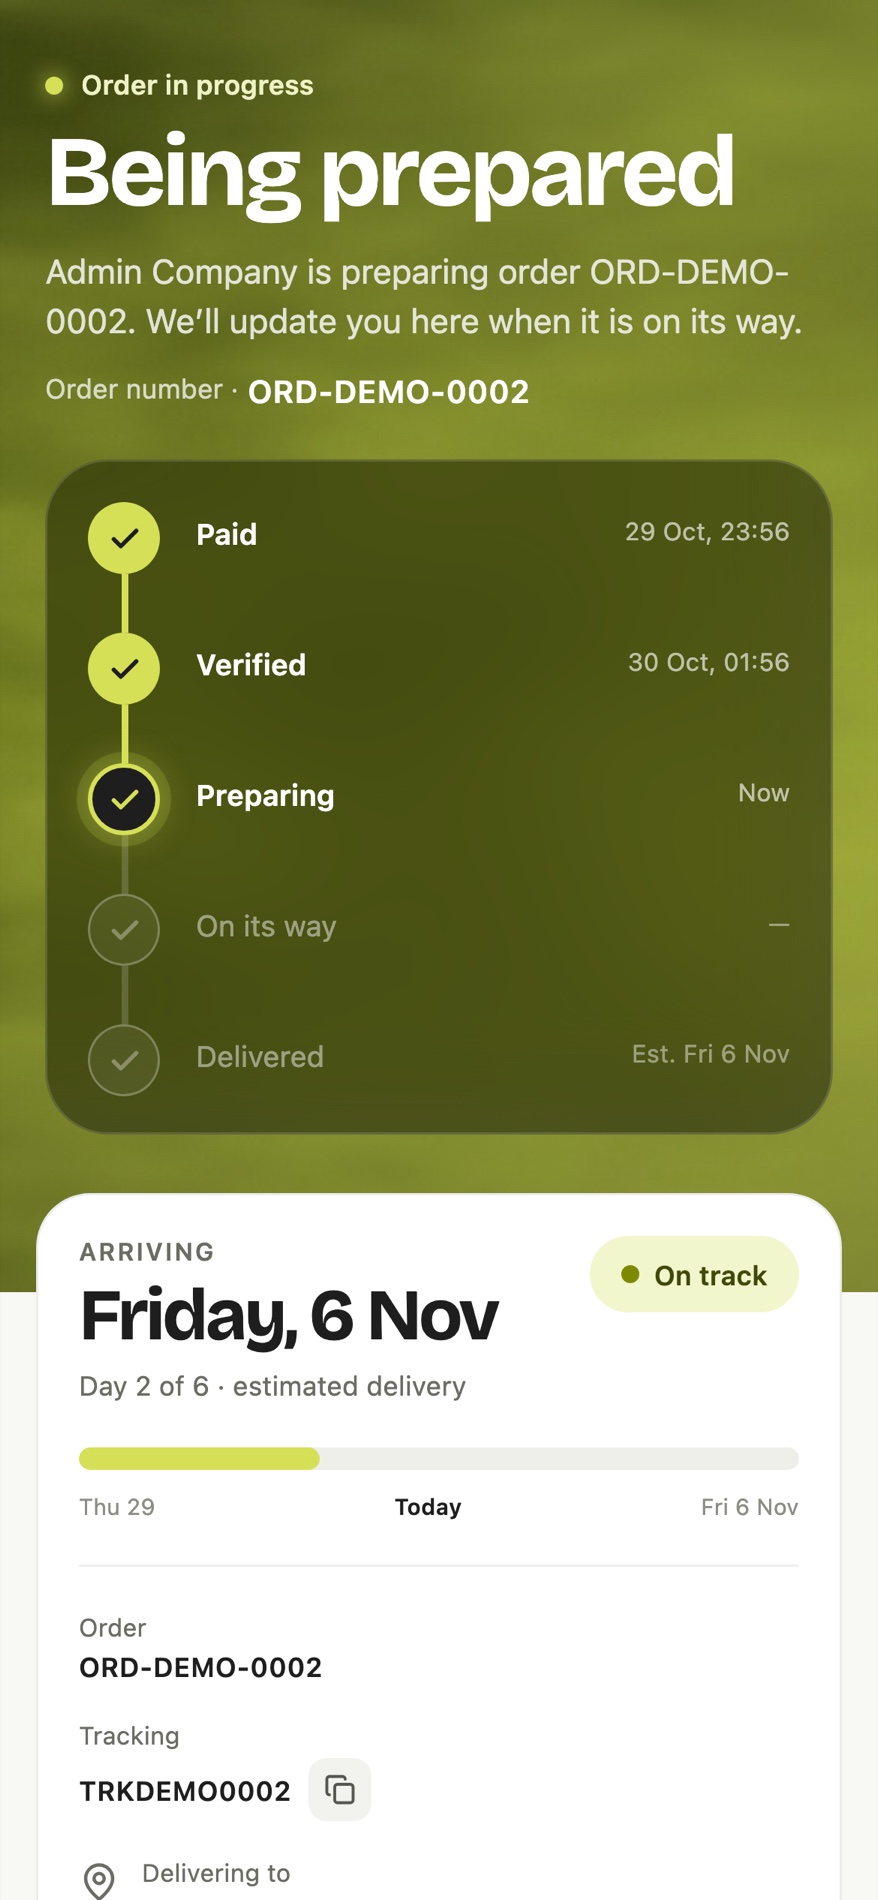 Order in progress
Being prepared
Admin Company is preparing order ORD-DEMO-
0002. We’ll update you here when it is on its way.
Order number · ORD-DEMO-0002
Paid 29 Oct, 23:56
Verified 30 Oct, 01:56
Preparing Now
On its way —
Delivered Est. Fri 6 Nov
ARRIVING
On track
Friday, 6 Nov
Day 2 of 6 · estimated delivery
Thu 29 Today Fri 6 Nov
Order
ORD-DEMO-0002
Tracking
TRKDEMO0002
Delivering to